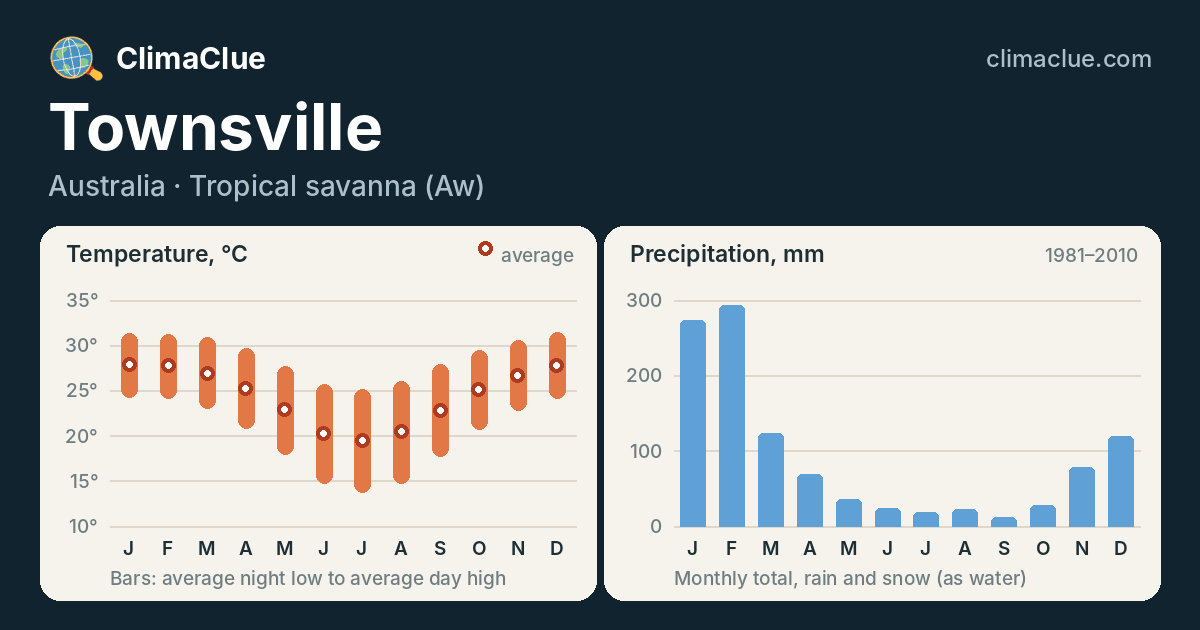 ClimaClue
climaclue.com
Townsville
Australia · Tropical savanna (Aw)
Temperature, °C
average
35°
30°
25°
20°
15°
10°
J F M A M J J A S O N D
Bars: average night low to average day high
Precipitation, mm
1981–2010
300
200
100
0
J F M A M J J A S O N D
Monthly total, rain and snow (as water)